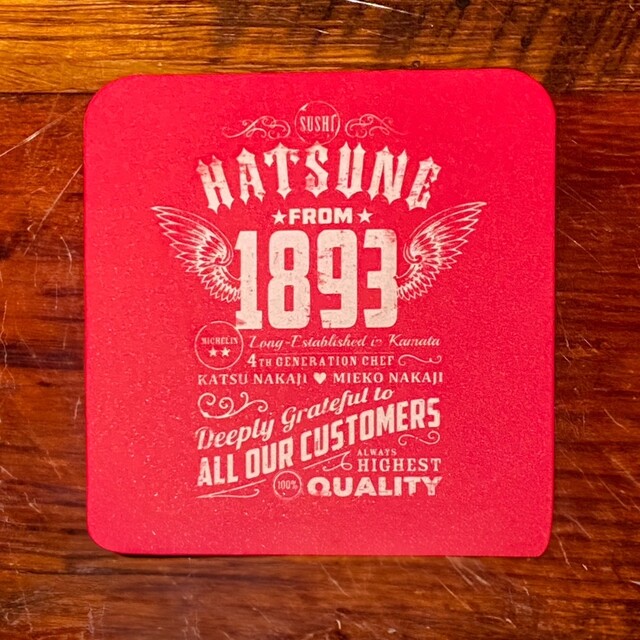 SUSHI
HATSUNE
★FROM★
1893
MICHELIN
★★
Long-Established in Kamata
4TH GENERATION CHEF
KATSU NAKAJI ♥ MIEKO NAKAJI
Deeply Grateful to
ALL OUR CUSTOMERS
ALWAYS
HIGHEST
100% QUALITY